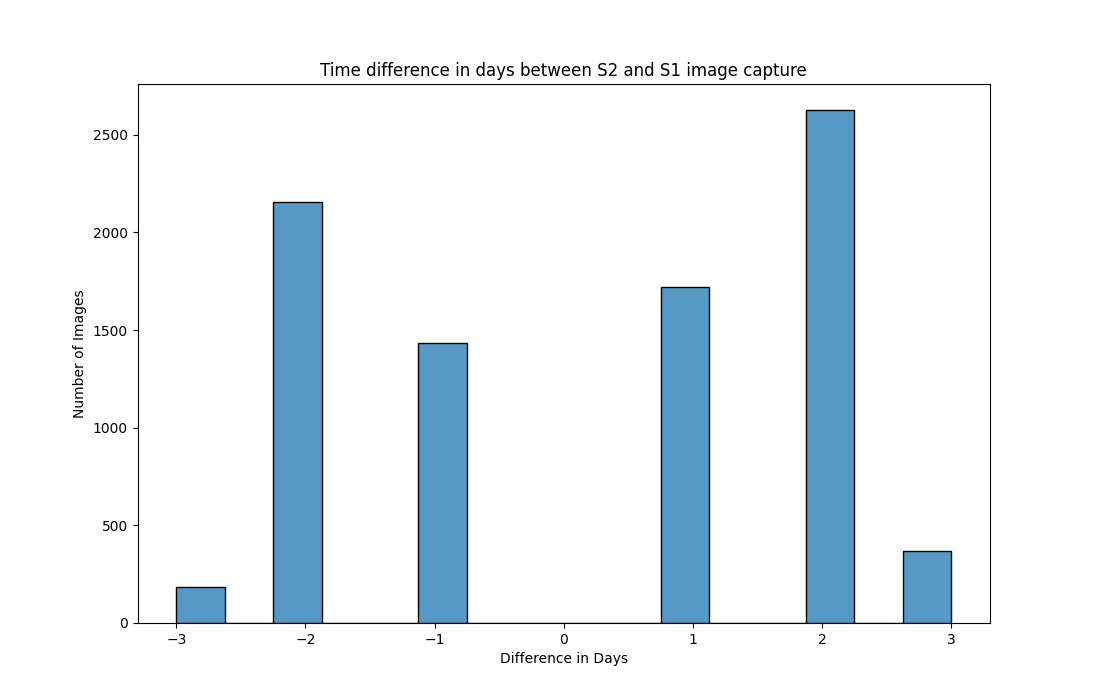 Time difference in days between S2 and S1 image capture
2500
2000
1500
1000
500
0
Number of Images
−3 −2 −1 0 1 2 3
Difference in Days